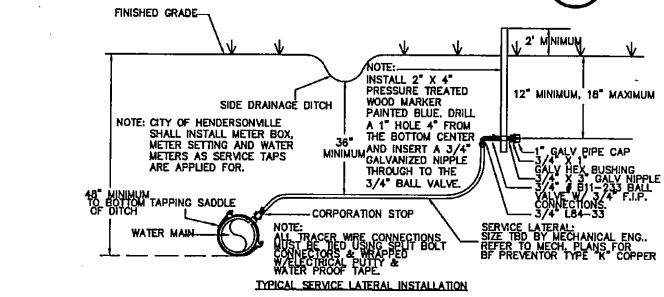 FINISHED GRADE
2' MINIMUM
NOTE:
INSTALL 2" X 4"
PRESSURE TREATED
WOOD MARKER
PAINTED BLUE. DRILL
A 1" HOLE 4" FROM
THE BOTTOM CENTER
AND INSERT A 3/4"
GALVANIZED NIPPLE
THROUGH TO THE
3/4" BALL VALVE.
12" MINIMUM, 18" MAXIMUM
SIDE DRAINAGE DITCH
NOTE: CITY OF HENDERSONVILLE
SHALL INSTALL METER BOX,
METER SETTING AND WATER
METERS AS SERVICE TAPS
ARE APPLIED FOR.
36"
MINIMUM
1" GALV PIPE CAP
3/4" X 1"
GALV HEX BUSHING
3/4" X 3" GALV NIPPLE
3/4" # B11-233 BALL
VALVE W/ 3/4" F.I.P.
CONNECTIONS.
3/4" L84-33
48" MINIMUM
TO BOTTOM
OF DITCH
TAPPING SADDLE
CORPORATION STOP
WATER MAIN
NOTE:
ALL TRACER WIRE CONNECTIONS
MUST BE TIED USING SPLIT BOLT
CONNECTORS & WRAPPED
W/ELECTRICAL PUTTY &
WATER PROOF TAPE.
SERVICE LATERAL:
SIZE TBD BY MECHANICAL ENG..
REFER TO MECH. PLANS FOR
BF PREVENTOR TYPE "K" COPPER
TYPICAL SERVICE LATERAL INSTALLATION